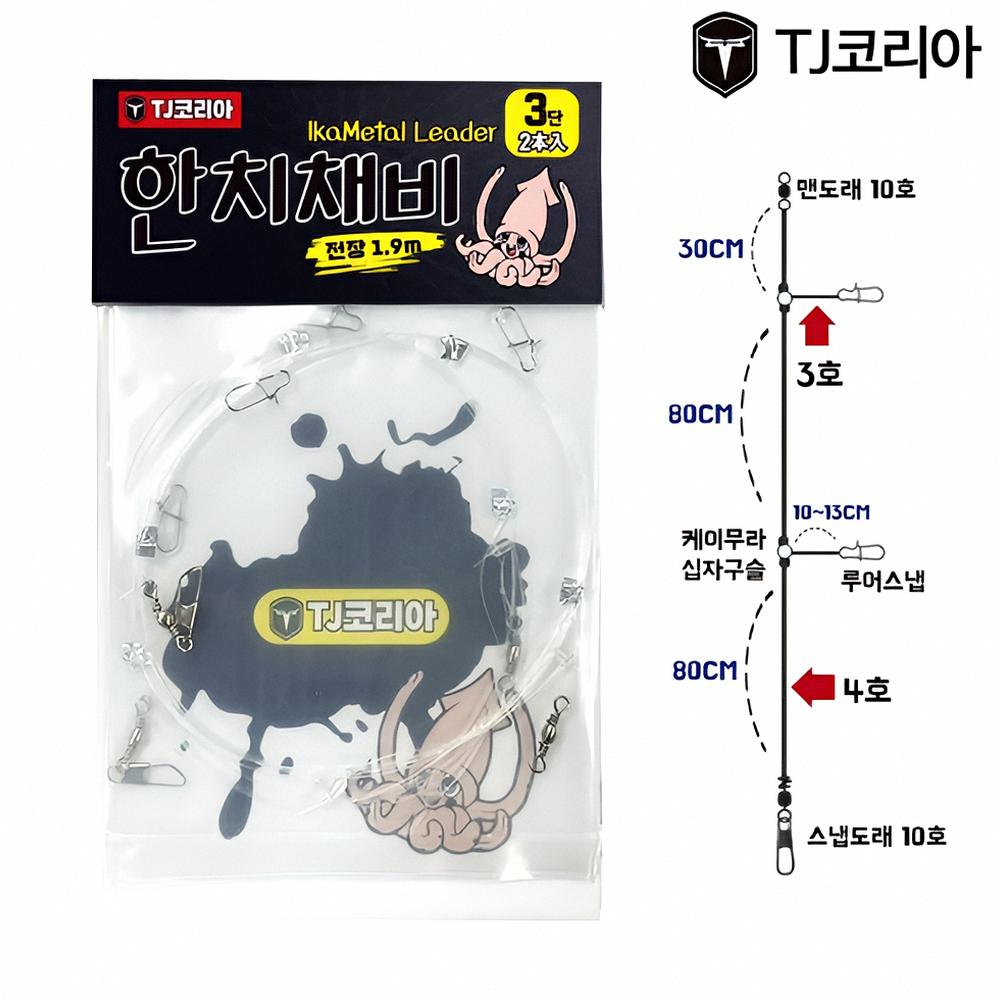 TJ코리아
TJ코리아
IkaMetal Leader
3단
2本入
한치채비
전장 1.9m
TJ코리아
맨도래 10호
30CM
3호
80CM
10~13CM
케이무라
십자구슬
루어스냅
80CM
4호
스냅도래 10호